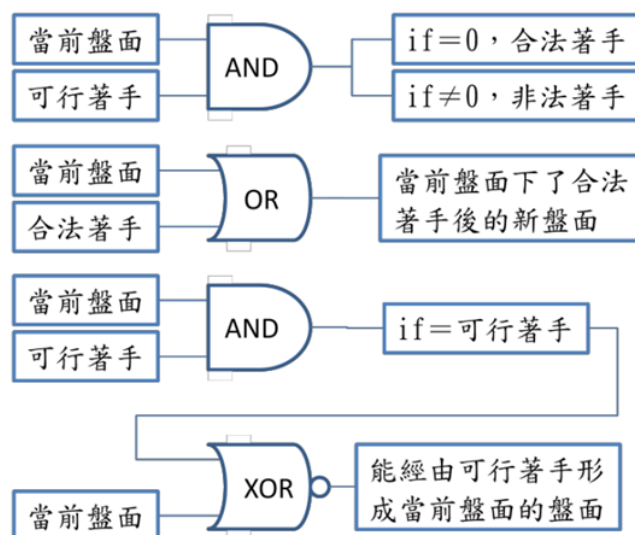 當前盤面
可行著手
AND
if=0,合法著手
if≠0,非法著手
當前盤面
合法著手
OR
當前盤面下了合法
著手後的新盤面
當前盤面
可行著手
AND
if=可行著手
當前盤面
XOR
能經由可行著手形
成當前盤面的盤面